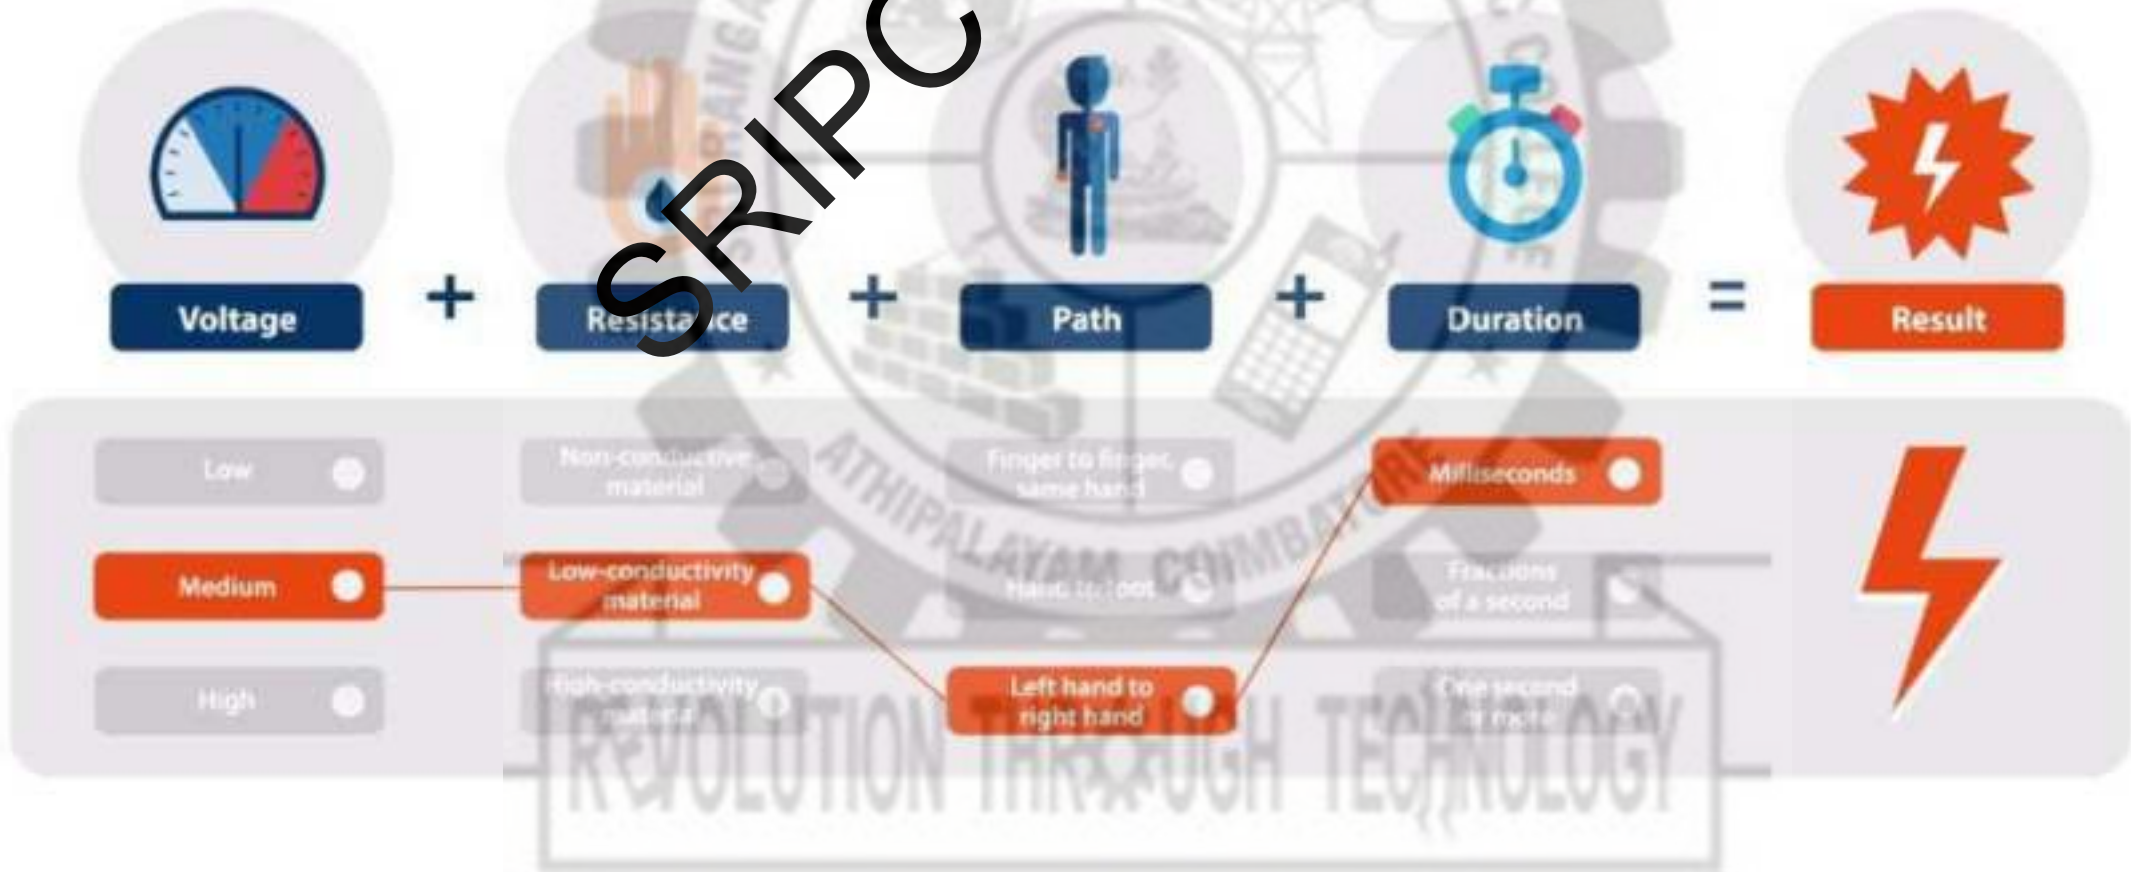 SRIPC
Voltage + Resistance + Path + Duration = Result
Low
Non-conductive
material
Finger to finger,
same hand
Milliseconds
Medium
Low-conductivity
material
Hand to foot
Fractions
of a second
High
High-conductivity
material
Left hand to
right hand
One second
or more
ATHIPALAYAM COIMBATORE
REVOLUTION THROUGH TECHNOLOGY